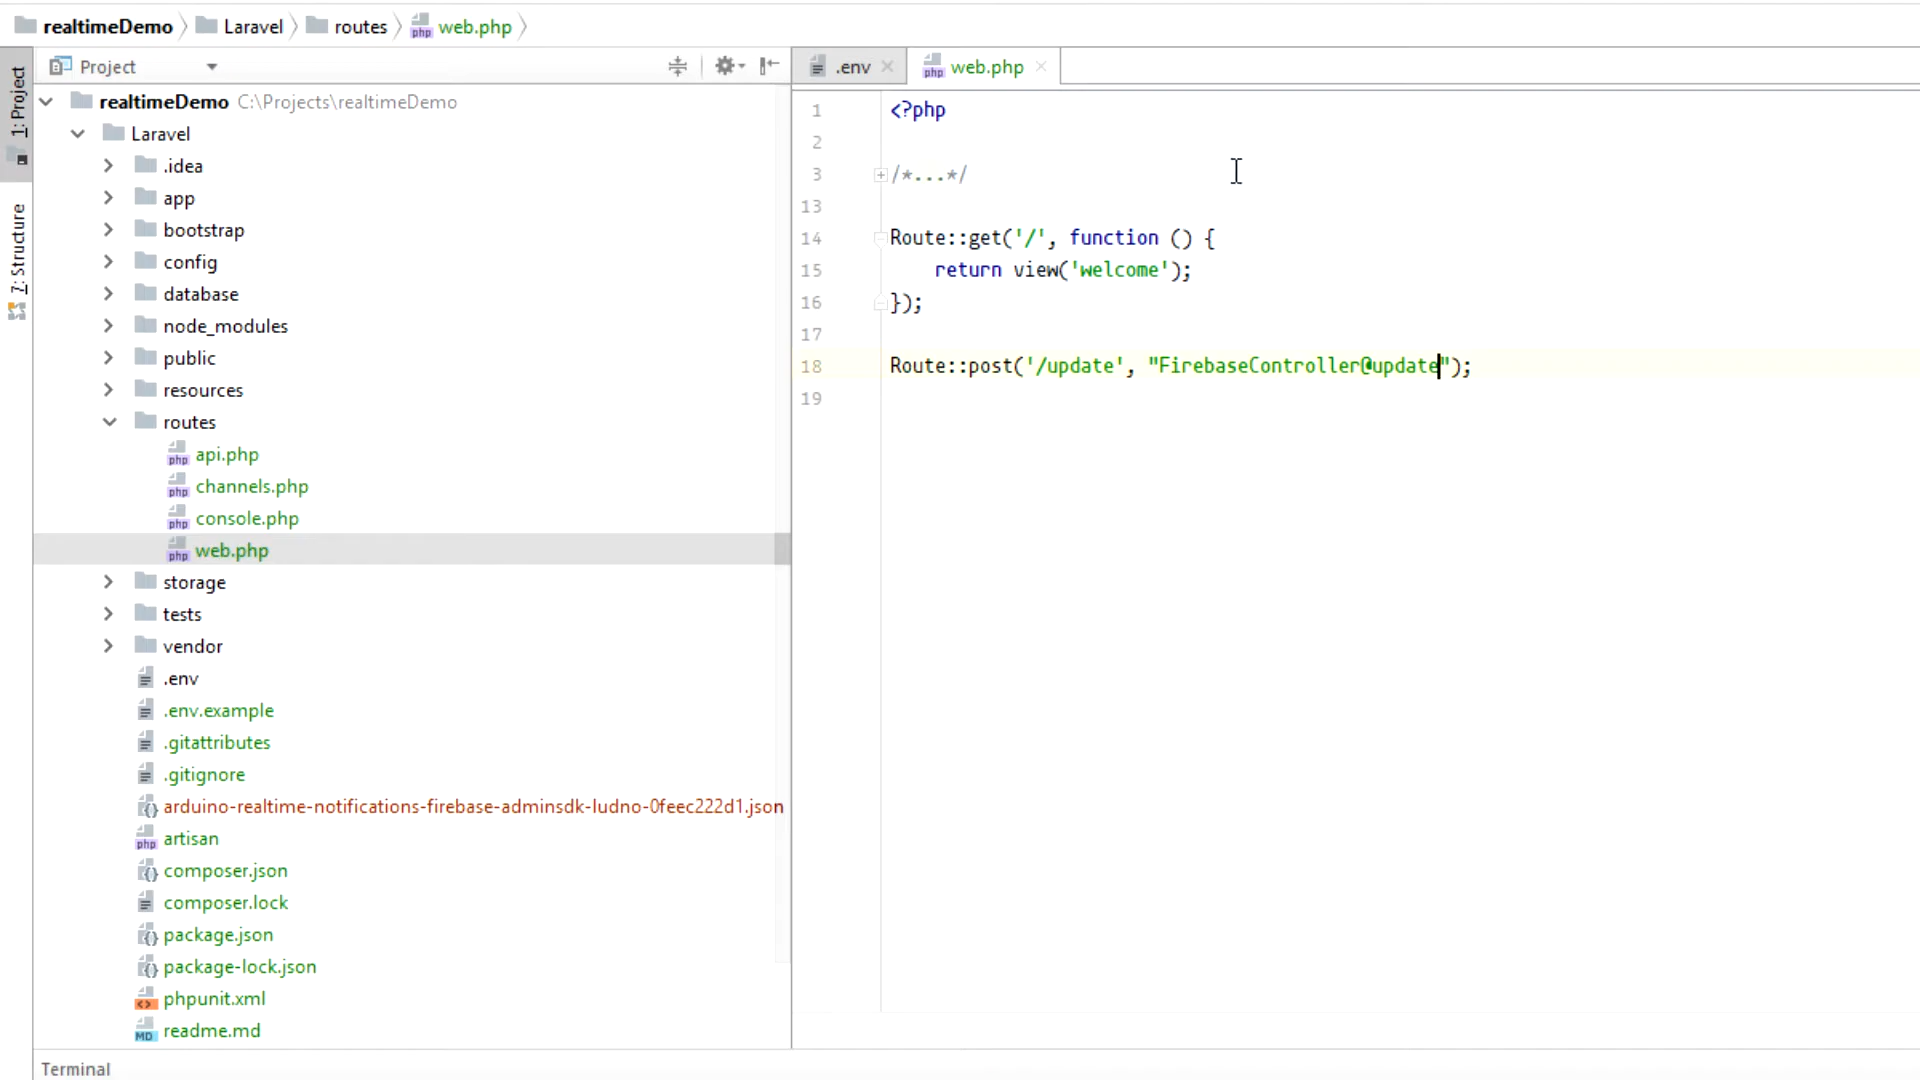 realtimeDemo Laravel routes web.php
1: Project
7: Structure
Project
realtimeDemo C:\Projects\realtimeDemo
Laravel
.idea
app
bootstrap
config
database
node_modules
public
resources
routes
api.php
channels.php
console.php
web.php
storage
tests
vendor
.env
.env.example
.gitattributes
.gitignore
arduino-realtime-notifications-firebase-adminsdk-ludno-0feec222d1.json
artisan
composer.json
composer.lock
package.json
package-lock.json
phpunit.xml
readme.md
.env web.php
1 <?php
2
3 /*...*/
13
14 Route::get('/', function () {
15     return view('welcome');
16 });
17
18 Route::post('/update', "FirebaseController@update");
19
Terminal